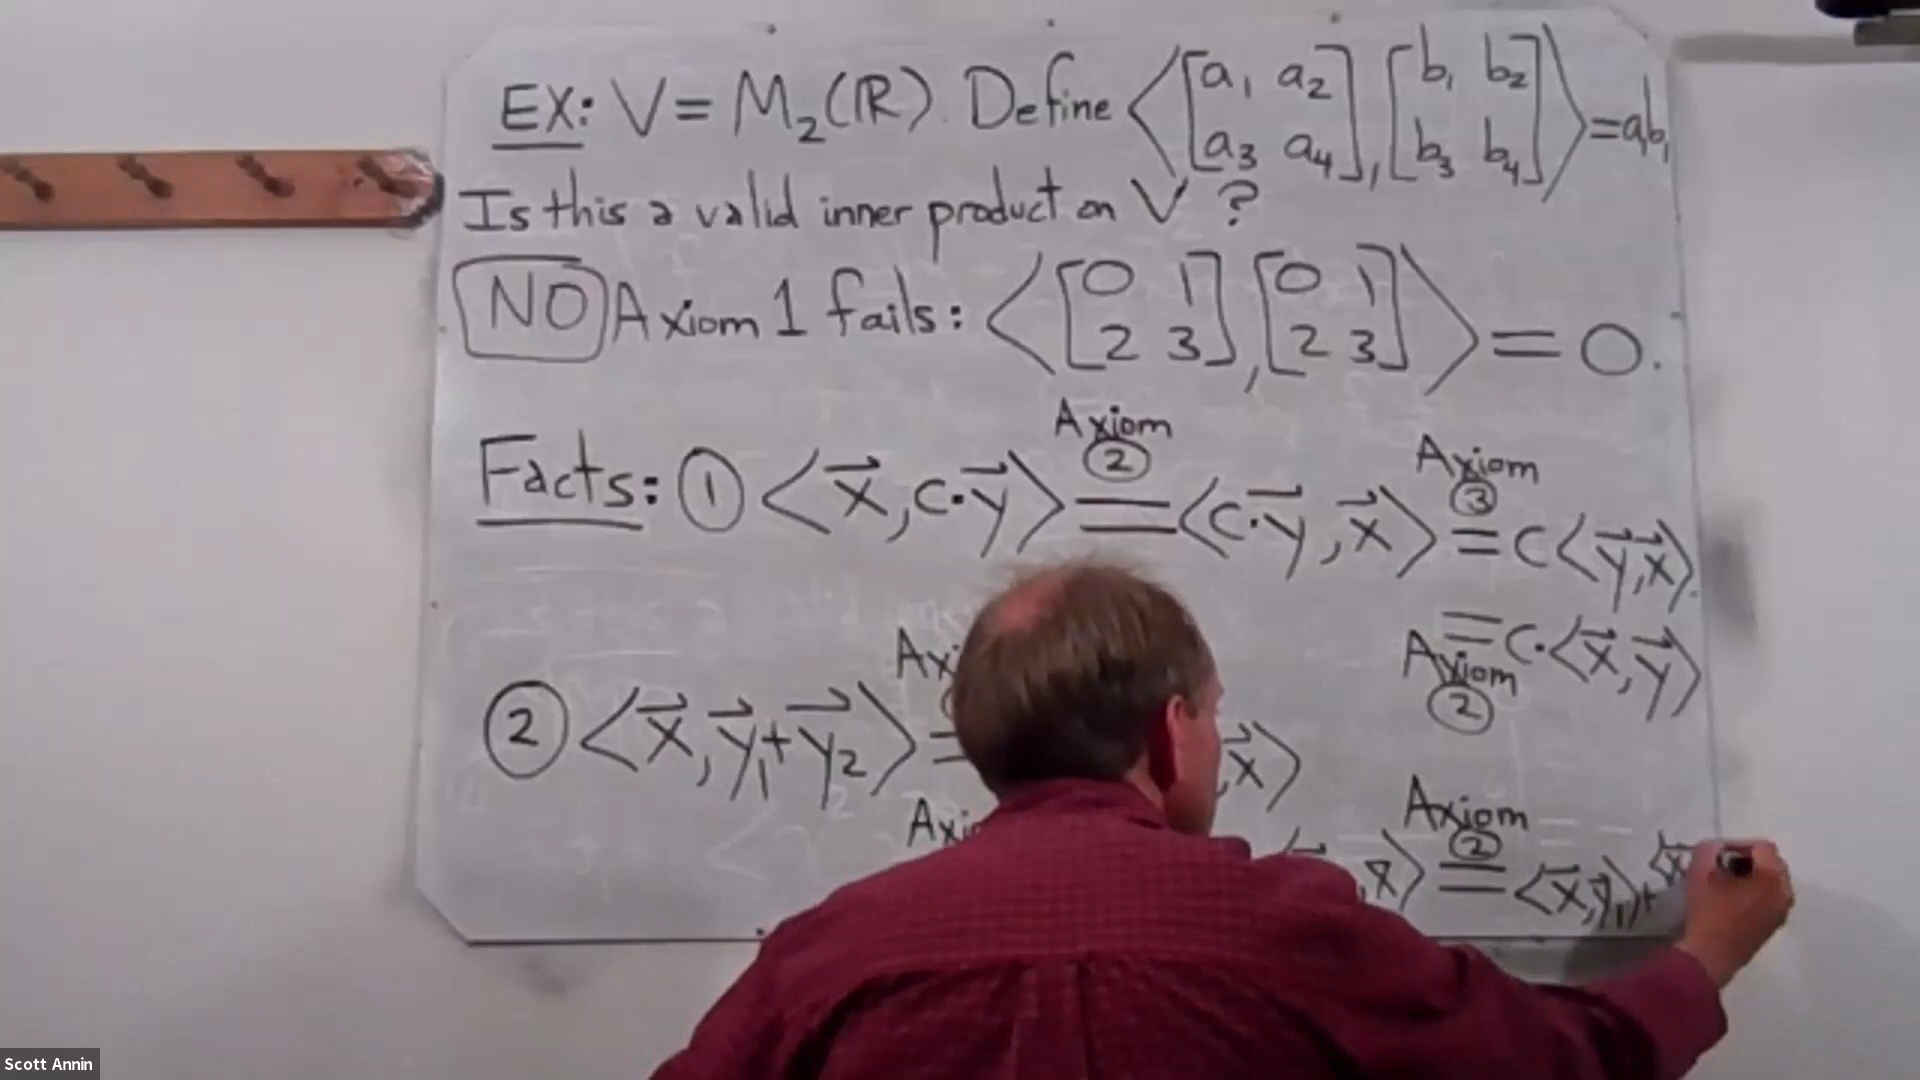 EX: V = M₂(ℝ). Define ⟨[a₁ a₂; a₃ a₄], [b₁ b₂; b₃ b₄]⟩ = a₁b₁
Is this a valid inner product on V?
NO Axiom 1 fails: ⟨[0 1; 2 3], [0 1; 2 3]⟩ = 0.
Facts: ① ⟨x⃗, c·y⃗⟩ = (Axiom ②) ⟨c·y⃗, x⃗⟩ = (Axiom ③) c⟨y⃗, x⃗⟩.
= (Axiom ②) c·⟨x⃗, y⃗⟩
② ⟨x⃗, y⃗₁ + y⃗₂⟩ = , x⃗⟩
, x⃗⟩ = (Axiom ②) ⟨x⃗, y⃗₁⟩ + ⟨x⃗
Scott Annin